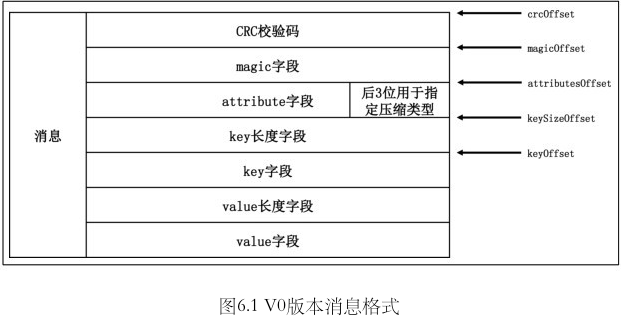 消息
CRC校验码
magic字段
attribute字段
后3位用于指
定压缩类型
key长度字段
key字段
value长度字段
value字段
crcOffset
magicOffset
attributesOffset
keySizeOffset
keyOffset
图6.1 V0版本消息格式